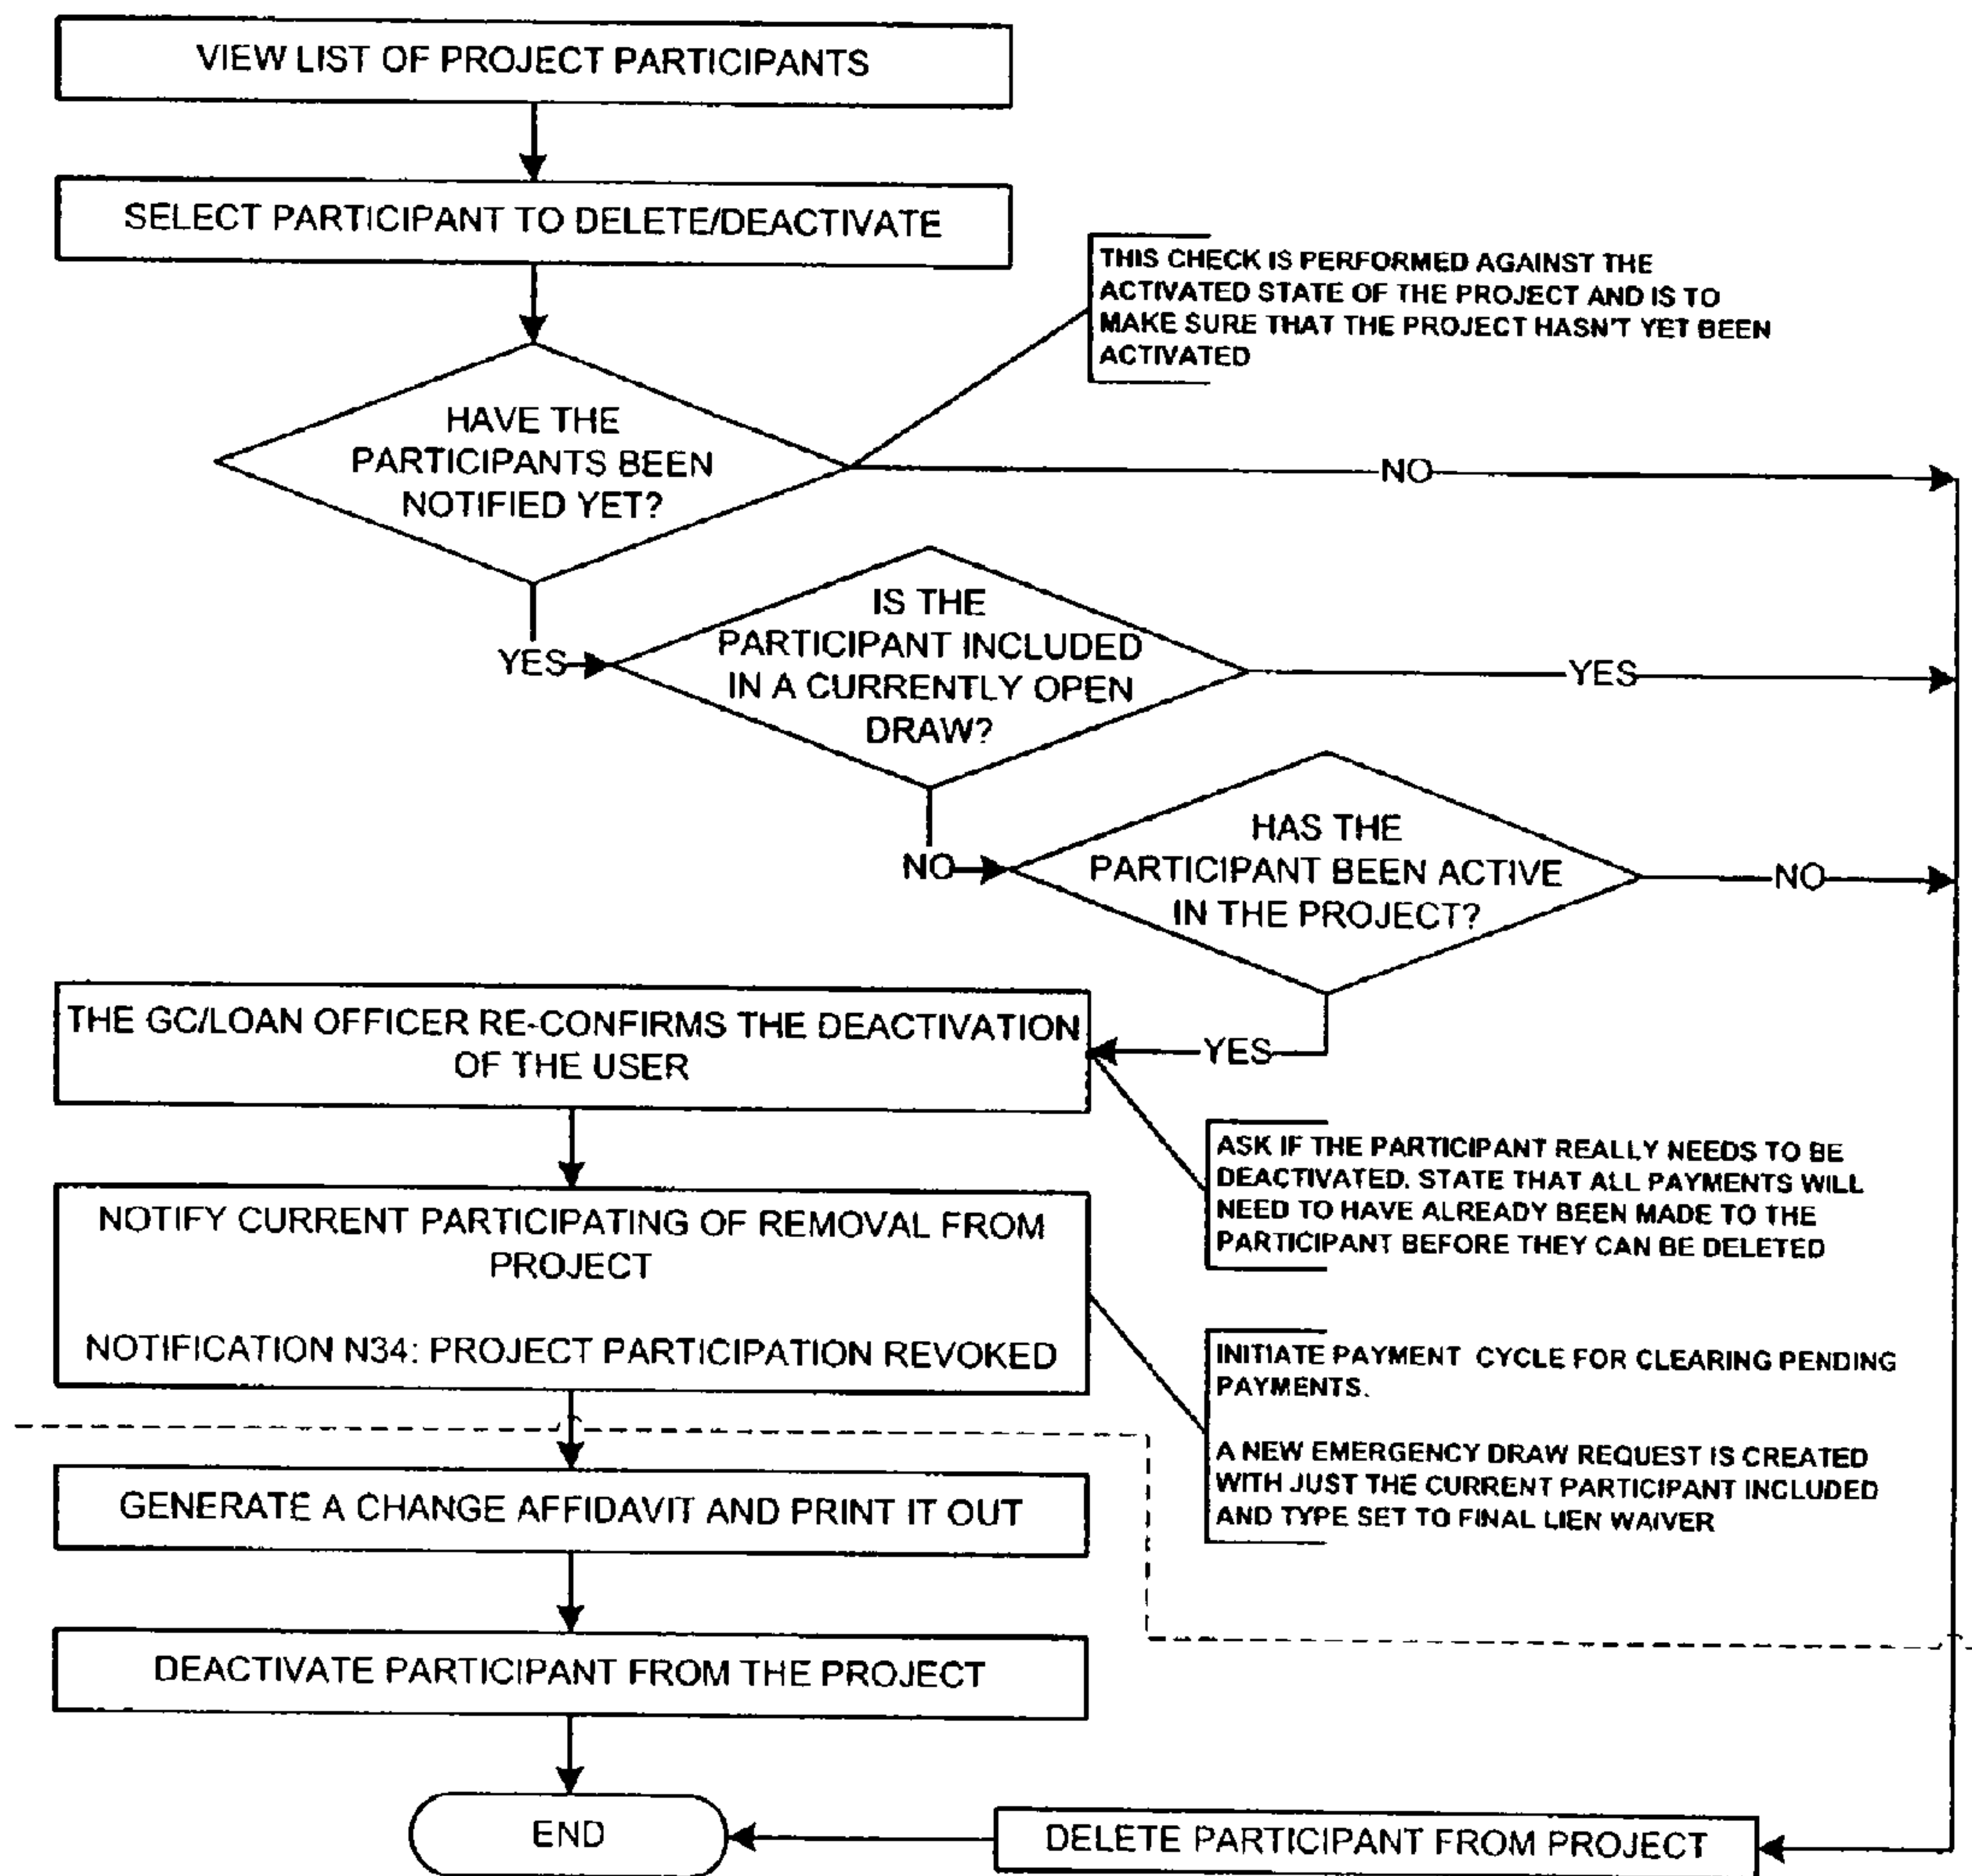 VIEW LIST OF PROJECT PARTICIPANTS
SELECT PARTICIPANT TO DELETE/DEACTIVATE
THIS CHECK IS PERFORMED AGAINST THE
ACTIVATED STATE OF THE PROJECT AND IS TO
MAKE SURE THAT THE PROJECT HASN'T YET BEEN
ACTIVATED
HAVE THE
PARTICIPANTS BEEN
NOTIFIED YET?
NO
YES
IS THE
PARTICIPANT INCLUDED
IN A CURRENTLY OPEN
DRAW?
YES
NO
HAS THE
PARTICIPANT BEEN ACTIVE
IN THE PROJECT?
NO
YES
THE GC/LOAN OFFICER RE-CONFIRMS THE DEACTIVATION
OF THE USER
ASK IF THE PARTICIPANT REALLY NEEDS TO BE
DEACTIVATED. STATE THAT ALL PAYMENTS WILL
NEED TO HAVE ALREADY BEEN MADE TO THE
PARTICIPANT BEFORE THEY CAN BE DELETED
NOTIFY CURRENT PARTICIPATING OF REMOVAL FROM
PROJECT
NOTIFICATION N34: PROJECT PARTICIPATION REVOKED
INITIATE PAYMENT CYCLE FOR CLEARING PENDING
PAYMENTS.
A NEW EMERGENCY DRAW REQUEST IS CREATED
WITH JUST THE CURRENT PARTICIPANT INCLUDED
AND TYPE SET TO FINAL LIEN WAIVER
GENERATE A CHANGE AFFIDAVIT AND PRINT IT OUT
DEACTIVATE PARTICIPANT FROM THE PROJECT
END
DELETE PARTICIPANT FROM PROJECT